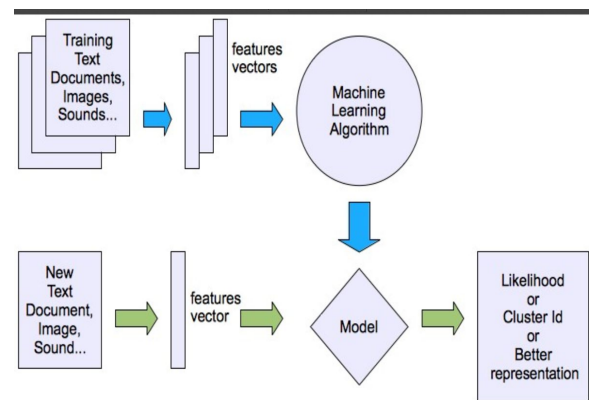 Training
Text
Documents,
Images,
Sounds...
features
vectors
Machine
Learning
Algorithm
New
Text
Document,
Image,
Sound...
features
vector
Model
Likelihood
or
Cluster Id
or
Better
representation